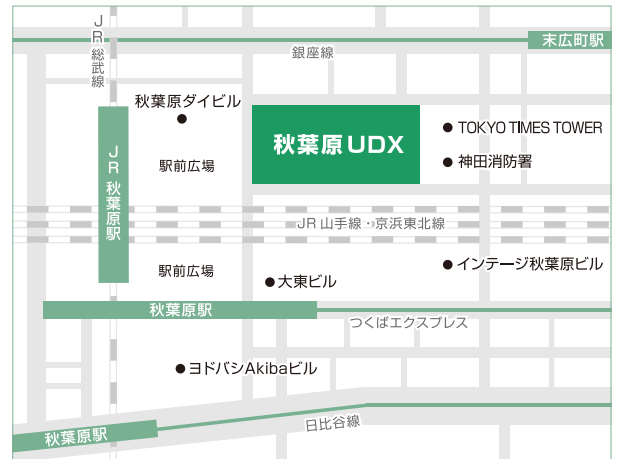 JR総武線
末広町駅
銀座線
秋葉原ダイビル
TOKYO TIMES TOWER
秋葉原UDX
神田消防署
JR 秋葉原駅
駅前広場
JR山手線・京浜東北線
駅前広場
インテージ秋葉原ビル
大東ビル
秋葉原駅
つくばエクスプレス
ヨドバシAkibaビル
日比谷線
秋葉原駅